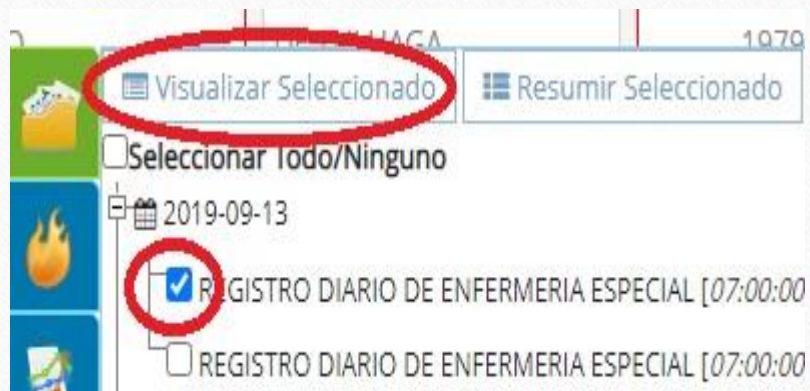 1979
Visualizar Seleccionado Resumir Seleccionado
Seleccionar Todo/Ninguno
2019-09-13
REGISTRO DIARIO DE ENFERMERIA ESPECIAL [07:00:00
REGISTRO DIARIO DE ENFERMERIA ESPECIAL [07:00:00